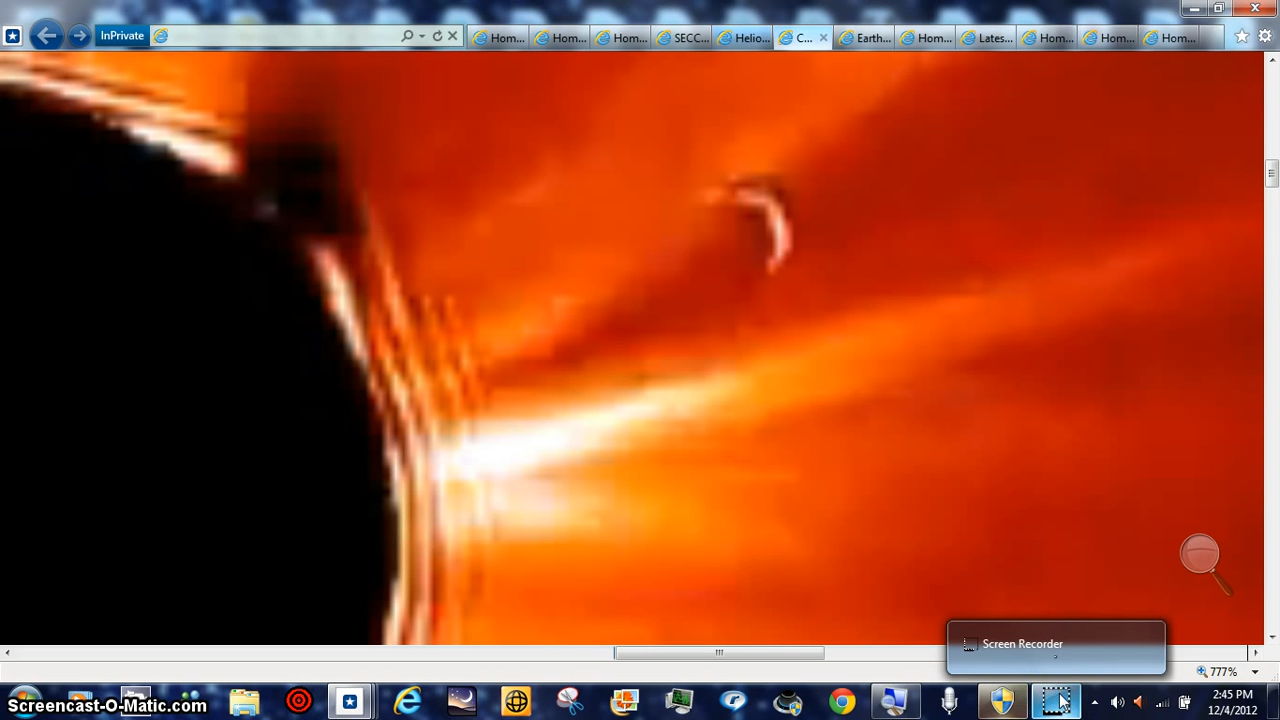 InPrivate
Hom...
Hom...
Hom...
SECC...
Helio...
C...
Earth...
Hom...
Lates...
Hom...
Hom...
Hom...
Screen Recorder
777%
2:45 PM
12/4/2012
Screencast-O-Matic.com